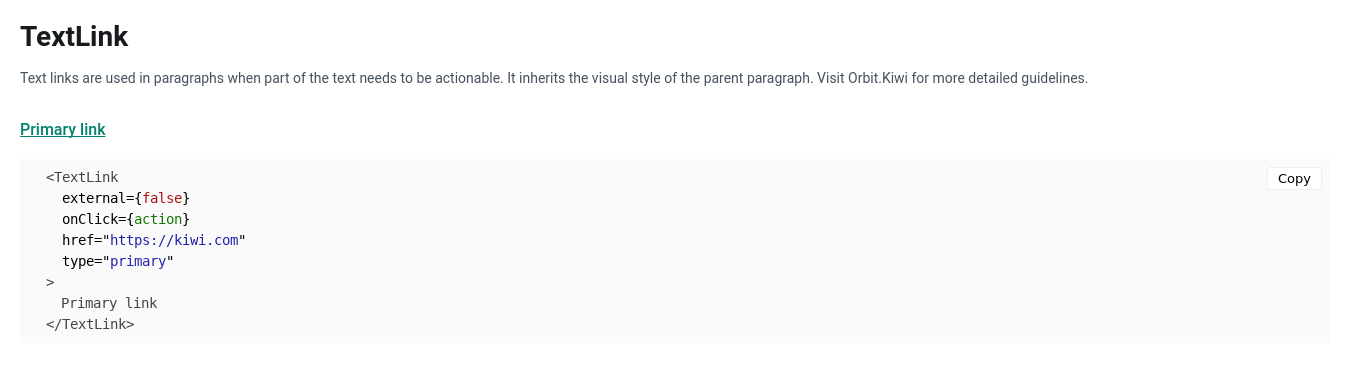 TextLink
Text links are used in paragraphs when part of the text needs to be actionable. It inherits the visual style of the parent paragraph. Visit Orbit.Kiwi for more detailed guidelines.
Primary link
Copy
<TextLink
  external={false}
  onClick={action}
  href="https://kiwi.com"
  type="primary"
>
  Primary link
</TextLink>